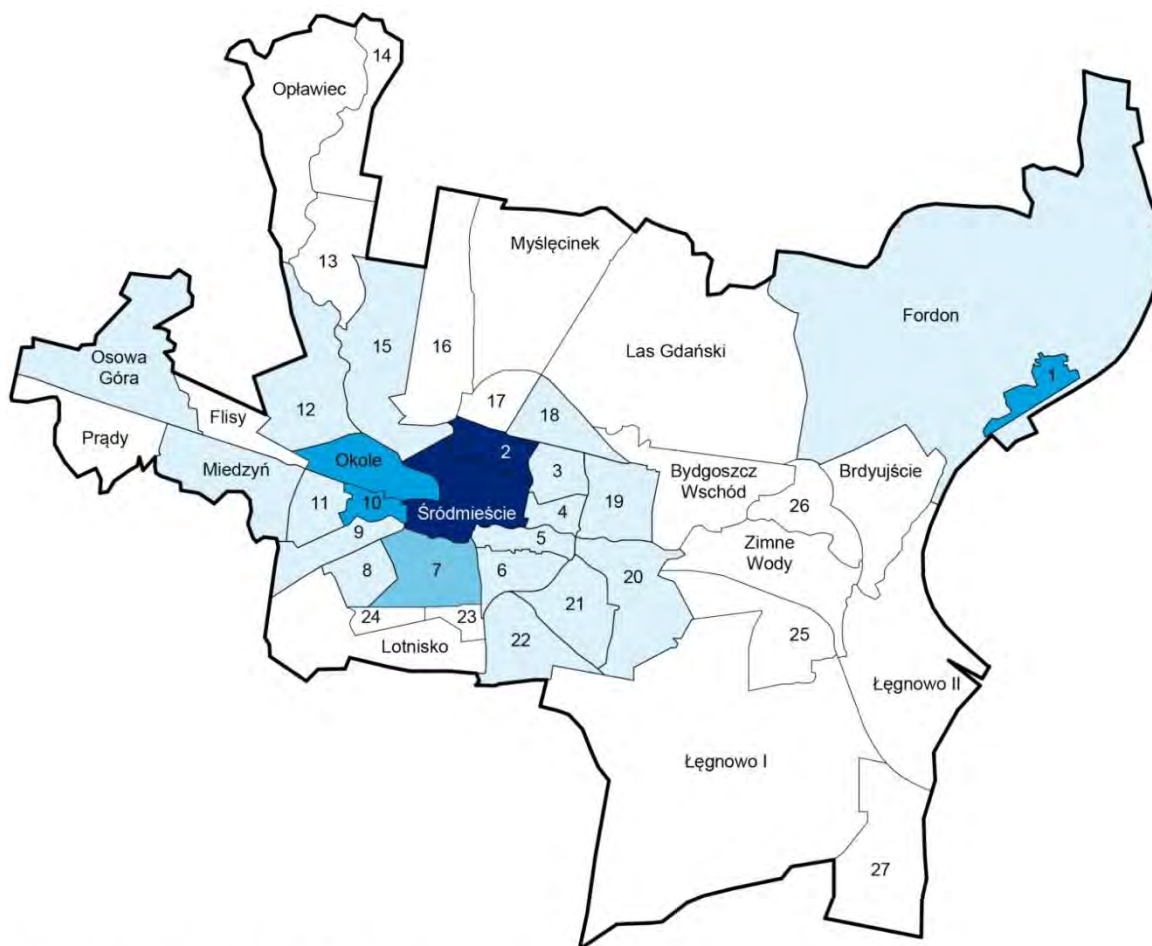 14
Opławiec
Myślęcinek
13
Fordon
15
16
Las Gdański
Osowa
Góra
1
17
12
18
Flisy
Prądy
2
Okole
3
Miedzyń
Bydgoszcz
Wschód
Brdyujście
10
11
Śródmieście
4
19
26
9
5
Zimne
Wody
8
7
6
20
21
24
23
22
25
Lotnisko
Łęgnowo II
Łęgnowo I
27